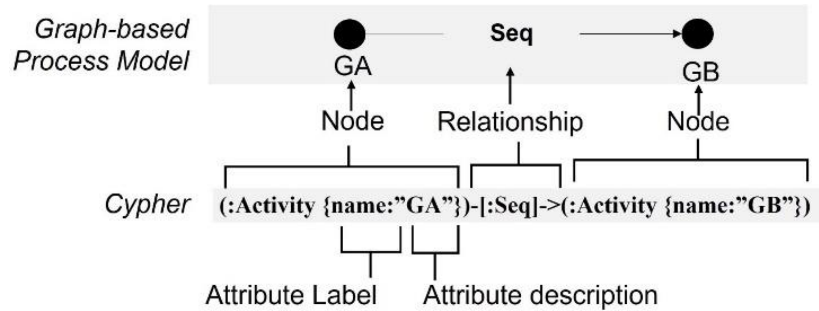 Graph-based
Process Model
Seq
GA
GB
Node
Relationship
Node
Cypher
(:Activity {name:”GA”})-[:Seq]->(:Activity {name:”GB”})
Attribute Label
Attribute description